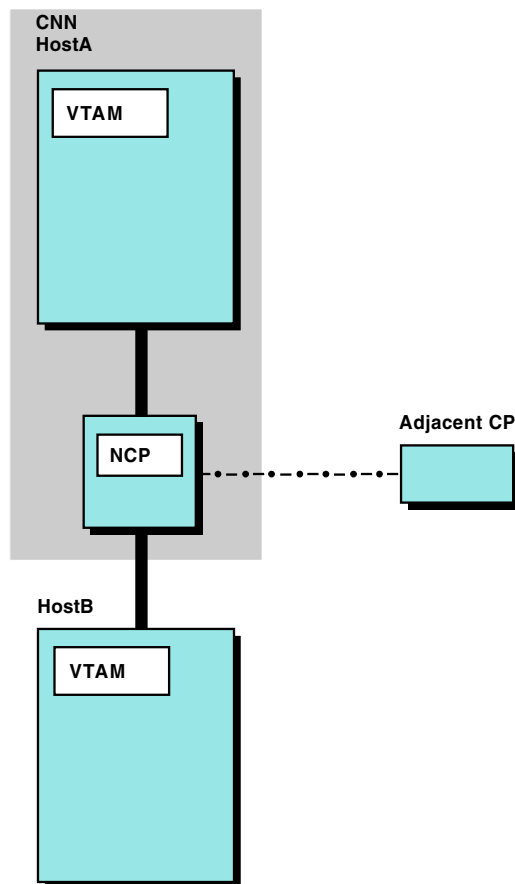 CNN
HostA
VTAM
NCP
Adjacent CP
HostB
VTAM